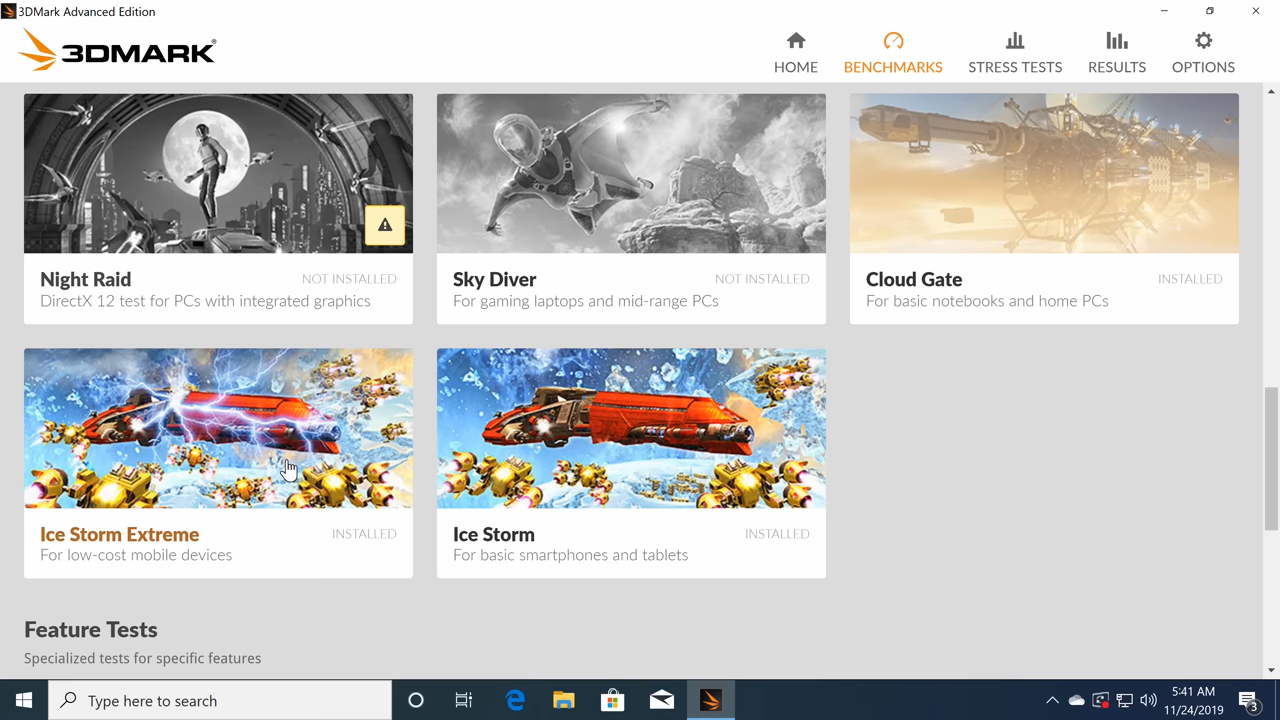 3DMark Advanced Edition
3DMARK®
HOME
BENCHMARKS
STRESS TESTS
RESULTS
OPTIONS
Night Raid
NOT INSTALLED
DirectX 12 test for PCs with integrated graphics
Sky Diver
NOT INSTALLED
For gaming laptops and mid-range PCs
Cloud Gate
INSTALLED
For basic notebooks and home PCs
Ice Storm Extreme
INSTALLED
For low-cost mobile devices
Ice Storm
INSTALLED
For basic smartphones and tablets
Feature Tests
Specialized tests for specific features
Type here to search
5:41 AM
11/24/2019
3